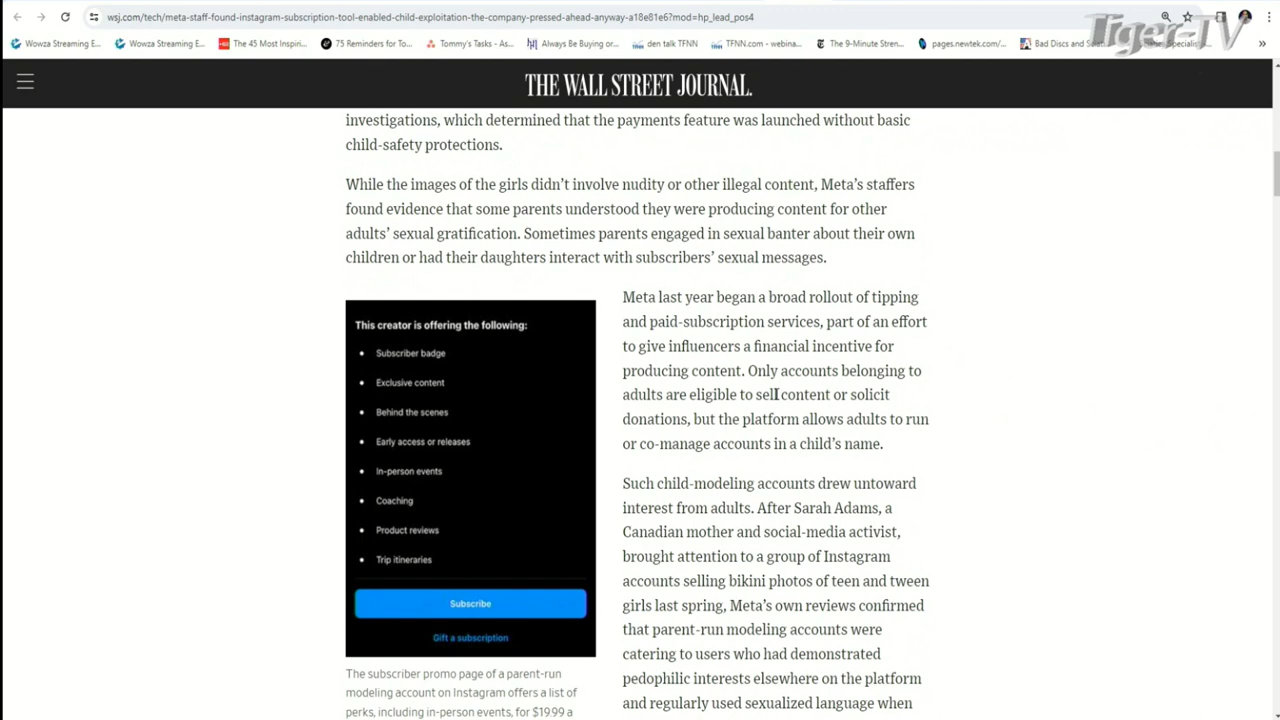 wsj.com/tech/meta-staff-found-instagram-subscription-tool-enabled-child-exploitation-the-company-pressed-ahead-anyway-a18e81e6?mod=hp_lead_pos4
Tiger-TV
Wowza Streaming E...
Wowza Streaming E...
The 45 Most Inspiri...
75 Reminders for To...
Tommy's Tasks - As...
Always Be Buying or...
den talk TFNN
TFNN.com - webina...
The 9-Minute Stren...
pages.newtek.com/...
Bad Discs and
THE WALL STREET JOURNAL.
investigations, which determined that the payments feature was launched without basic
child-safety protections.
While the images of the girls didn't involve nudity or other illegal content, Meta's staffers
found evidence that some parents understood they were producing content for other
adults' sexual gratification. Sometimes parents engaged in sexual banter about their own
children or had their daughters interact with subscribers' sexual messages.
This creator is offering the following:
• Subscriber badge
• Exclusive content
• Behind the scenes
• Early access or releases
• In-person events
• Coaching
• Product reviews
• Trip itineraries
Subscribe
Gift a subscription
The subscriber promo page of a parent-run
modeling account on Instagram offers a list of
perks, including in-person events, for $19.99 a
Meta last year began a broad rollout of tipping
and paid-subscription services, part of an effort
to give influencers a financial incentive for
producing content. Only accounts belonging to
adults are eligible to sell content or solicit
donations, but the platform allows adults to run
or co-manage accounts in a child's name.
Such child-modeling accounts drew untoward
interest from adults. After Sarah Adams, a
Canadian mother and social-media activist,
brought attention to a group of Instagram
accounts selling bikini photos of teen and tween
girls last spring, Meta's own reviews confirmed
that parent-run modeling accounts were
catering to users who had demonstrated
pedophilic interests elsewhere on the platform
and regularly used sexualized language when